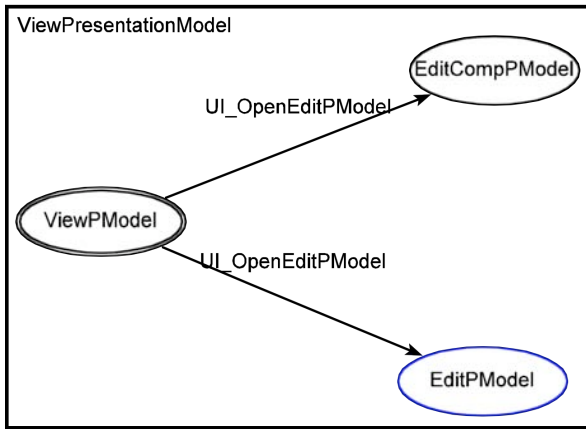 ViewPresentationModel
EditCompPModel
UI_OpenEditPModel
ViewPModel
UI_OpenEditPModel
EditPModel